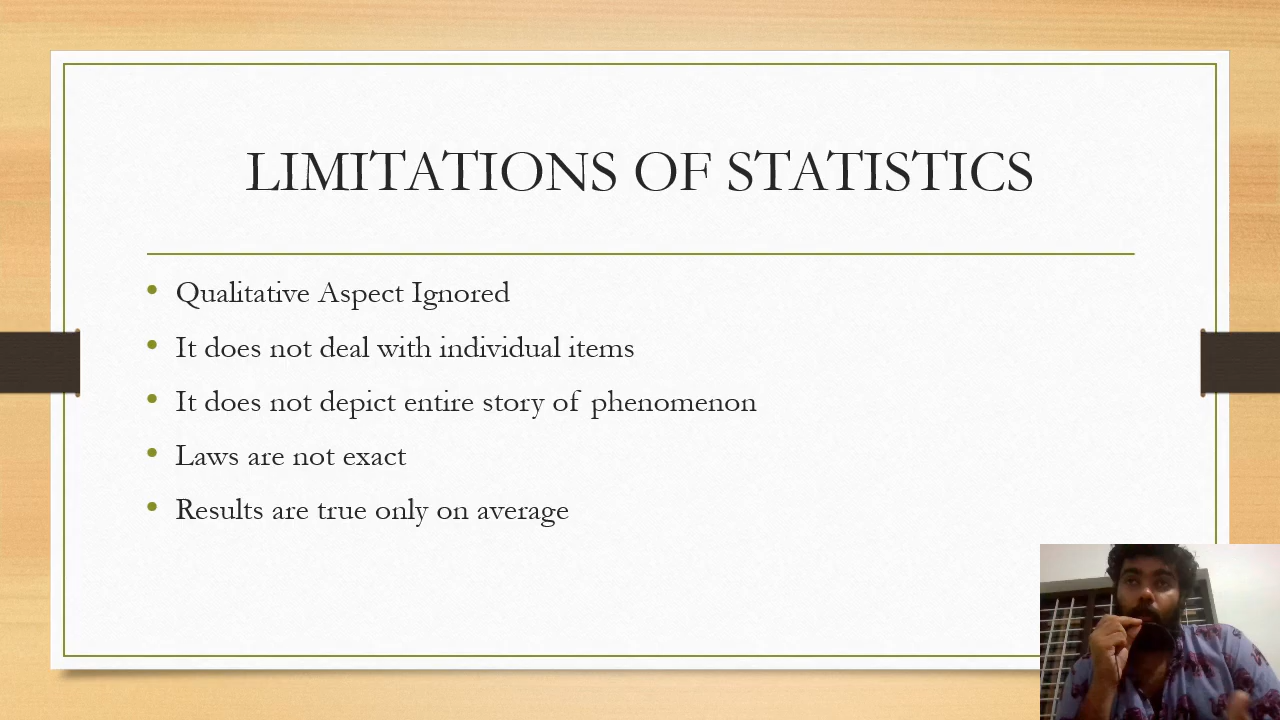 LIMITATIONS OF STATISTICS
• Qualitative Aspect Ignored
• It does not deal with individual items
• It does not depict entire story of phenomenon
• Laws are not exact
• Results are true only on average